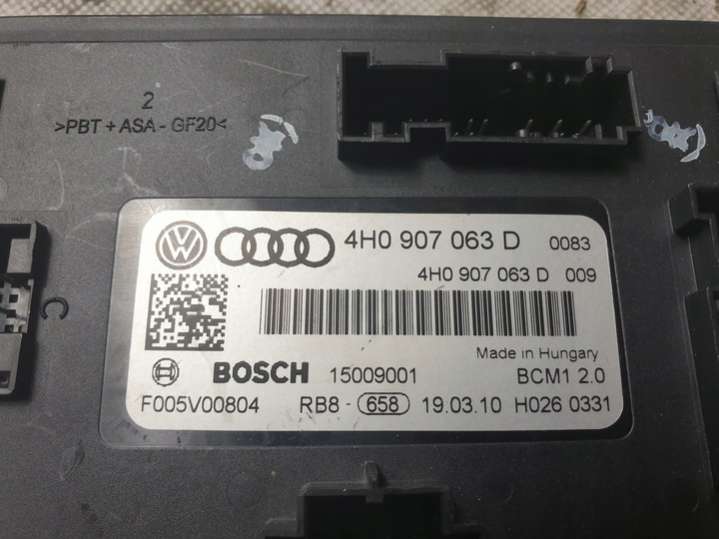 2
>PBT + ASA - GF20<
C
VW
4H0 907 063 D 0083
4H0 907 063 D 009
Made in Hungary
BOSCH 15009001 BCM1 2.0
F005V00804 RB8 - 658 19.03.10 H026 0331